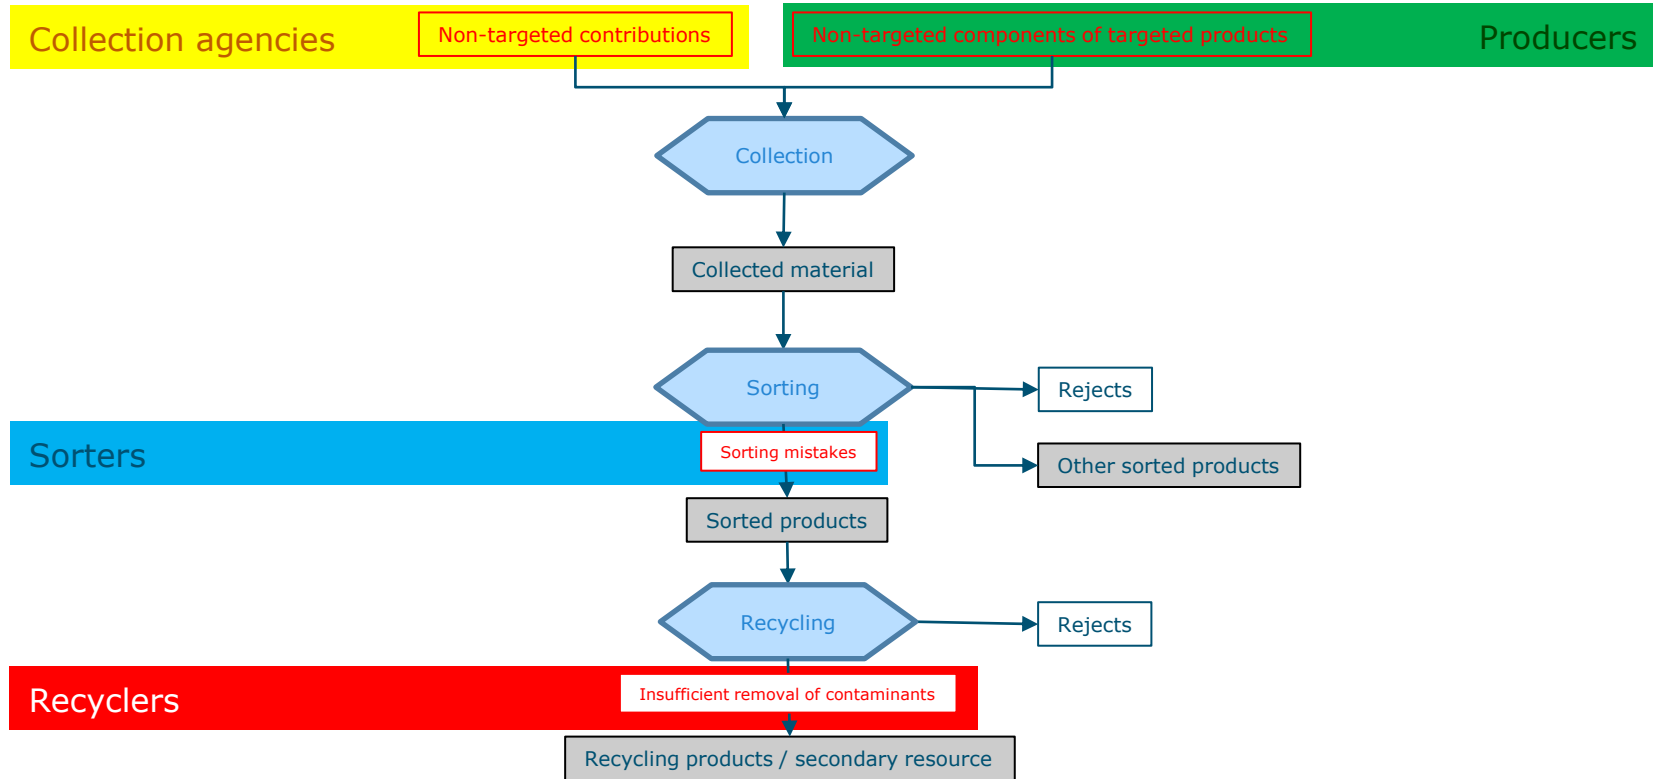 Collection agencies
Non-targeted contributions
Non-targeted components of targeted products
Producers
Collection
Collected material
Sorting
Rejects
Sorters
Sorting mistakes
Other sorted products
Sorted products
Recycling
Rejects
Recyclers
Insufficient removal of contaminants
Recycling products / secondary resource